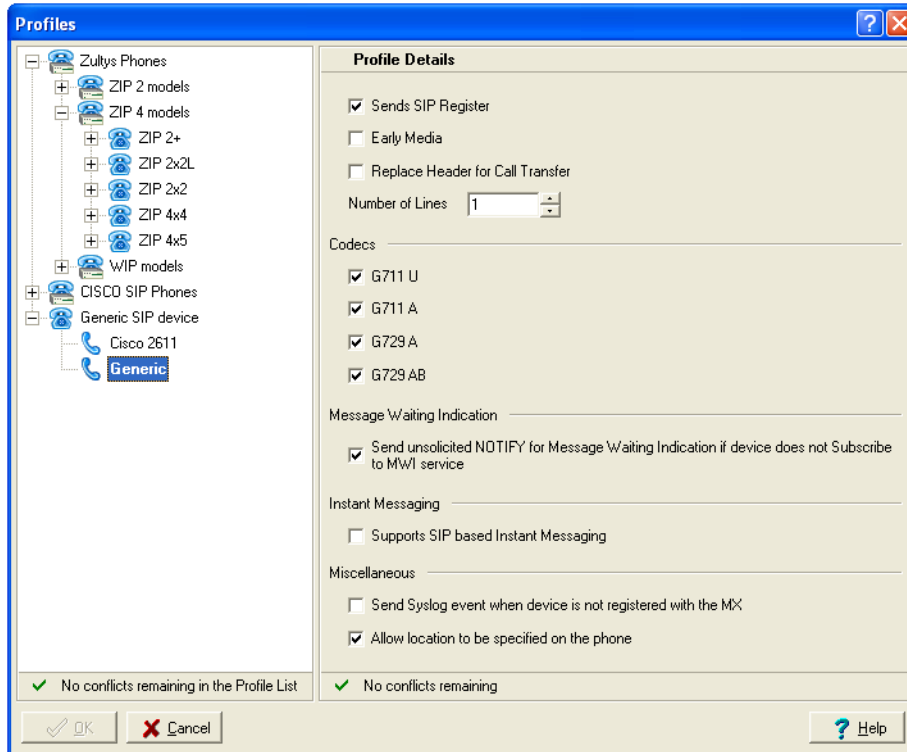 Profiles
Zultys Phones
ZIP 2 models
ZIP 4 models
ZIP 2+
ZIP 2x2L
ZIP 2x2
ZIP 4x4
ZIP 4x5
WIP models
CISCO SIP Phones
Generic SIP device
Cisco 2611
Generic
No conflicts remaining in the Profile List
Profile Details
Sends SIP Register
Early Media
Replace Header for Call Transfer
Number of Lines 1
Codecs
G711 U
G711 A
G729 A
G729 AB
Message Waiting Indication
Send unsolicited NOTIFY for Message Waiting Indication if device does not Subscribe
to MWI service
Instant Messaging
Supports SIP based Instant Messaging
Miscellaneous
Send Syslog event when device is not registered with the MX
Allow location to be specified on the phone
No conflicts remaining
OK
Cancel
? Help